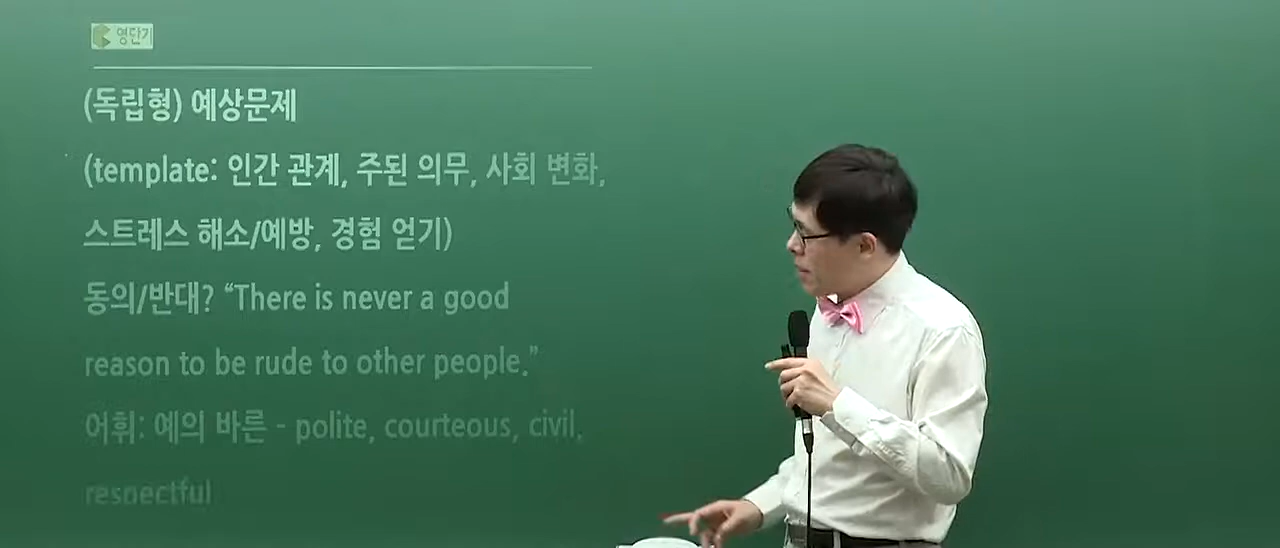 영단기
(독립형) 예상문제
(template: 인간 관계, 주된 의무, 사회 변화,
스트레스 해소/예방, 경험 얻기)
동의/반대? “There is never a good
reason to be rude to other people.”
어휘: 예의 바른 - polite, courteous, civil,
respectful